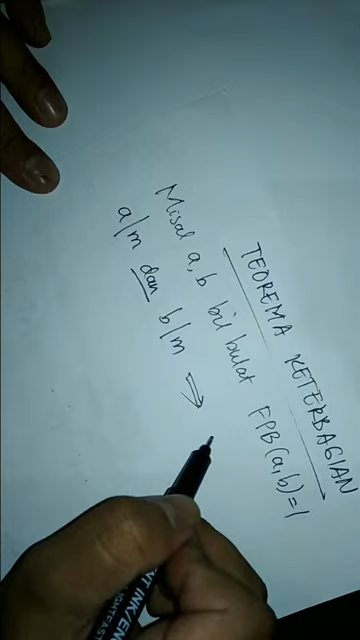 TEOREMA KETERBAGIAN
Misal a, b bil bulat FPB(a,b)=1
a|m dan b|m ⇒